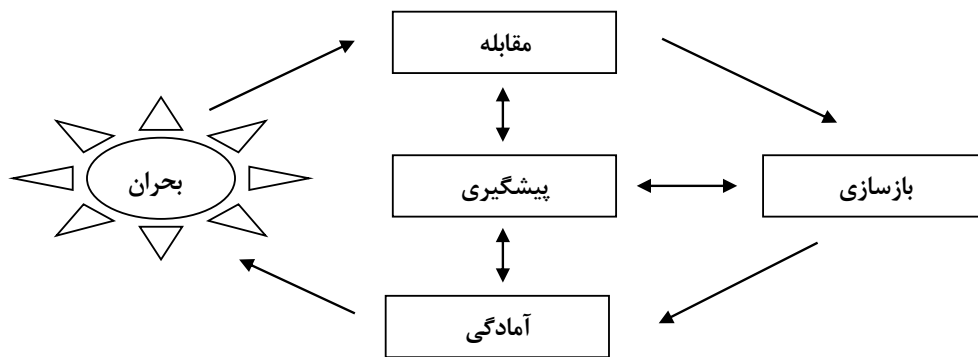 مقابله
بحران
پیشگیری
بازسازی
آمادگی